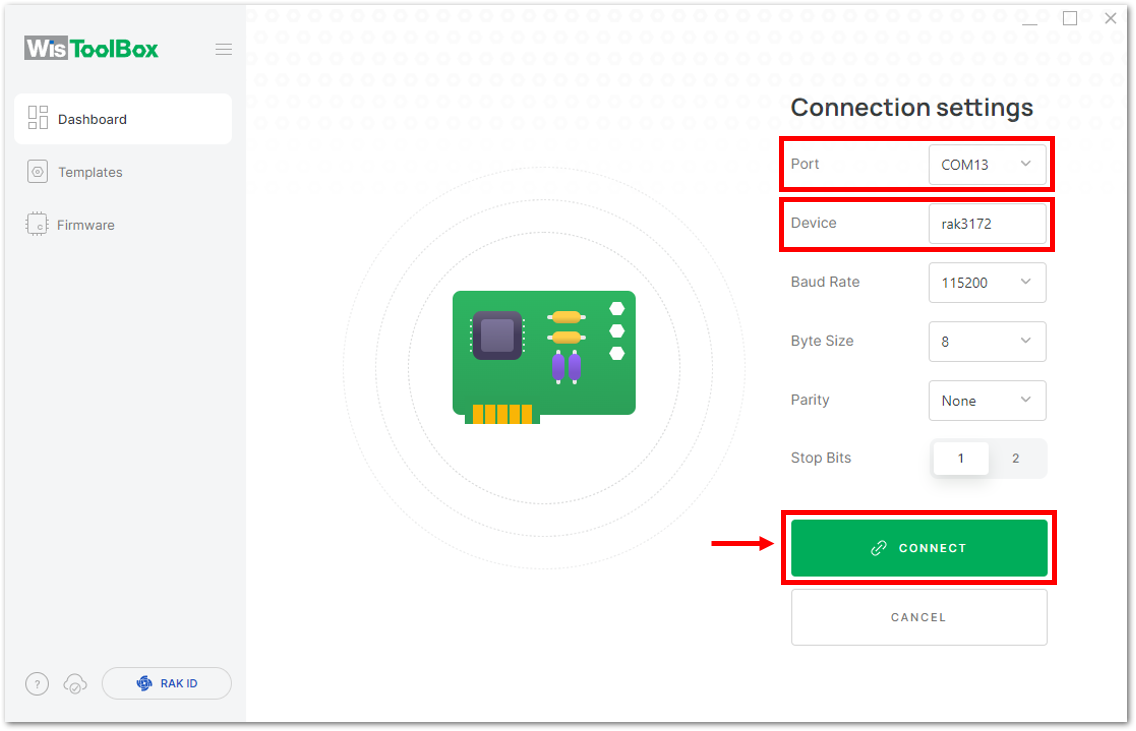 WisToolBox
Dashboard
Templates
Firmware
Connection settings
Port COM13
Device rak3172
Baud Rate 115200
Byte Size 8
Parity None
Stop Bits 1 2
CONNECT
CANCEL
? RAK ID